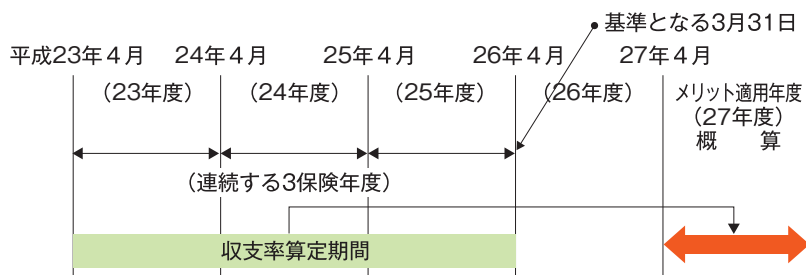 基準となる3月31日
平成23年4月 24年4月 25年4月 26年4月 27年4月
（23年度） （24年度） （25年度） （26年度） メリット適用年度
（27年度）
概 算
（連続する3保険年度）
収支率算定期間